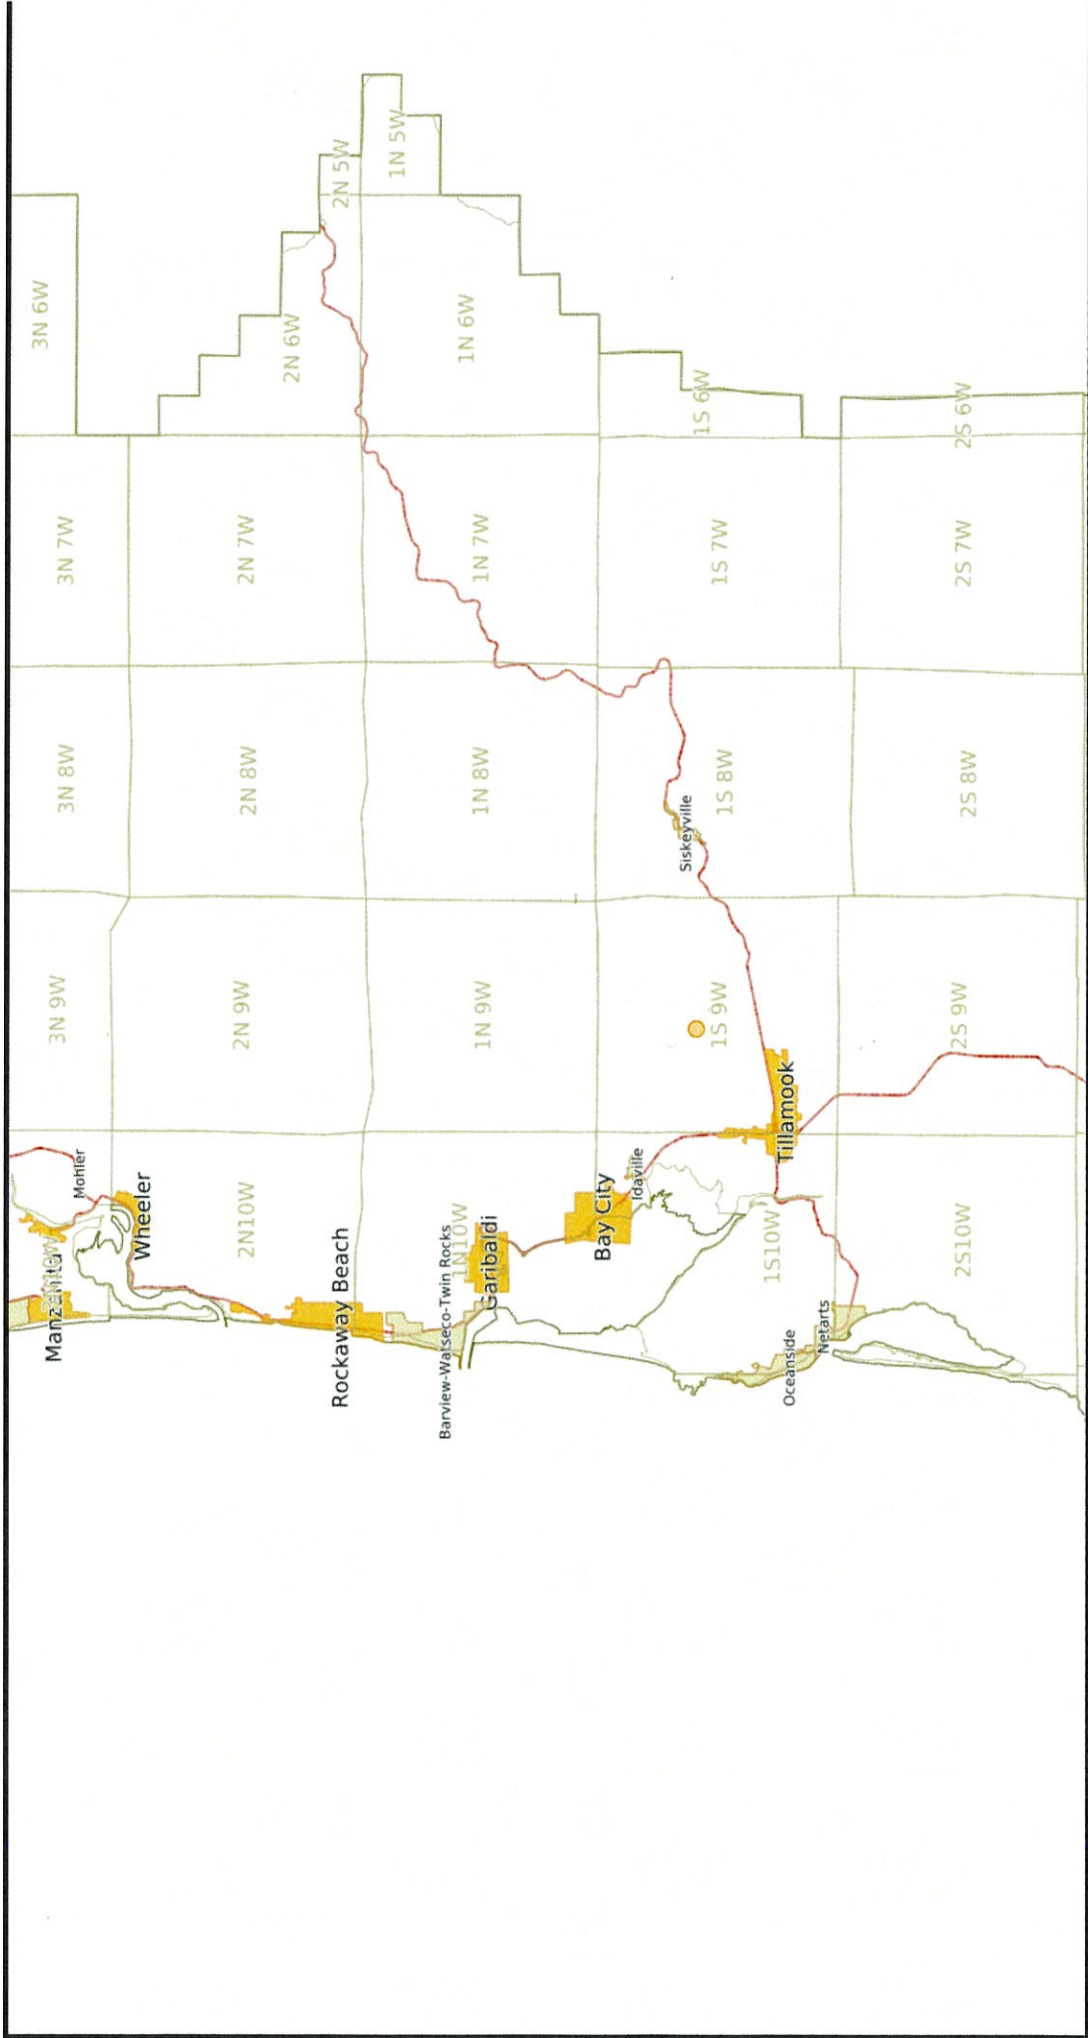 3N 6W
3N 7W
3N 8W
3N 9W
Manzanita
Mohler
Wheeler
2N 5W
2N 6W
2N 7W
2N 8W
2N 9W
2N10W
Rockaway Beach
1N 5W
1N 6W
1N 7W
1N 8W
1N 9W
1N10W
Barview-Watseco-Twin Rocks
Garibaldi
Bay City
Idaville
Siskeyville
1S 6W
1S 7W
1S 8W
1S 9W
1S10W
Tillamook
Oceanside
Netarts
2S 6W
2S 7W
2S 8W
2S 9W
2S10W